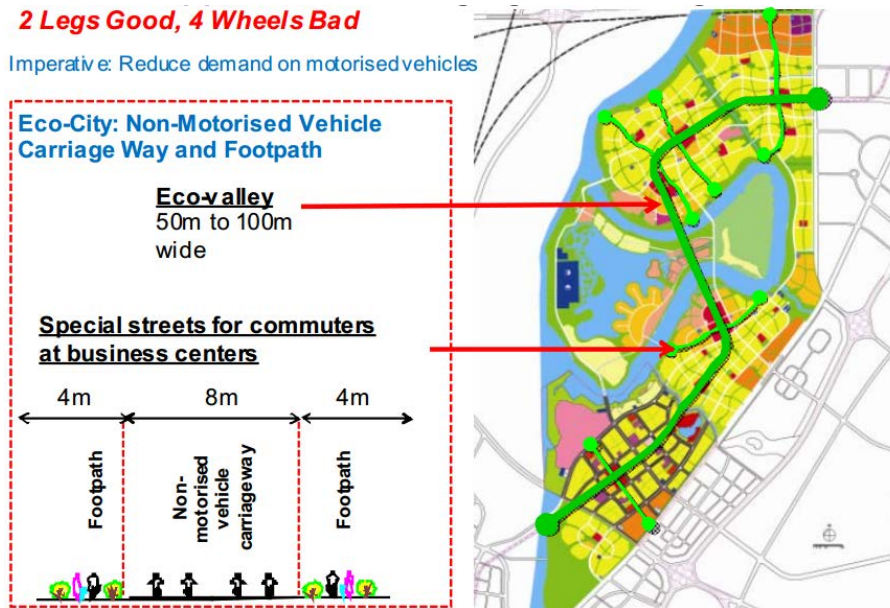 2 Legs Good, 4 Wheels Bad
Imperative: Reduce demand on motorised vehicles
Eco-City: Non-Motorised Vehicle
Carriage Way and Footpath
Eco-valley
50m to 100m
wide
Special streets for commuters
at business centers
4m
8m
4m
Footpath
Non-
motorised
vehicle
carriageway
Footpath